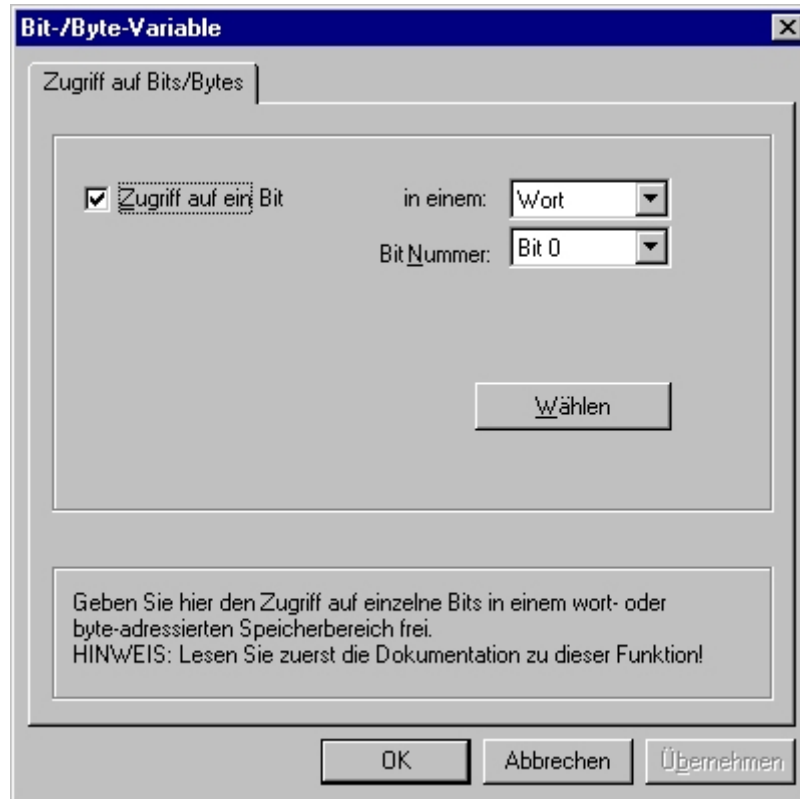 Bit-/Byte-Variable
Zugriff auf Bits/Bytes
Zugriff auf ein Bit in einem: Wort
Bit Nummer: Bit 0
Wählen
Geben Sie hier den Zugriff auf einzelne Bits in einem wort- oder
byte-adressierten Speicherbereich frei.
HINWEIS: Lesen Sie zuerst die Dokumentation zu dieser Funktion!
OK Abbrechen Übernehmen